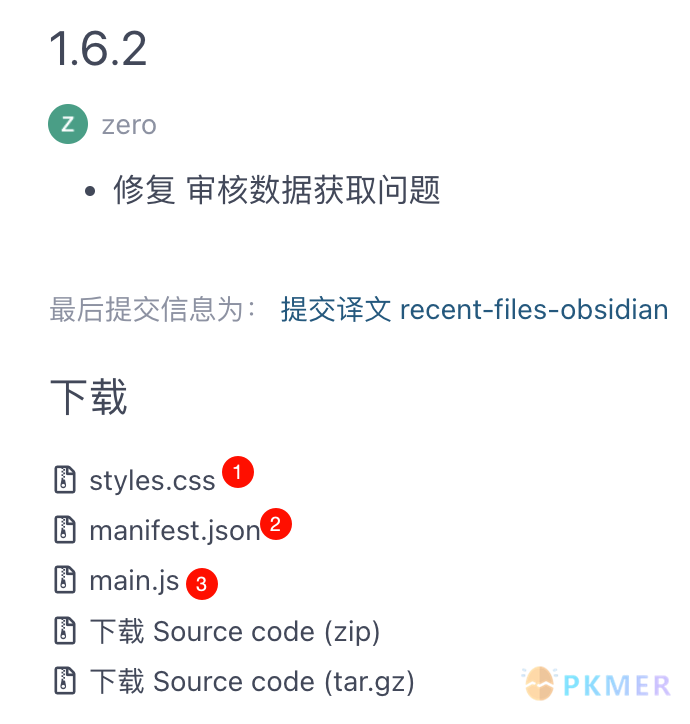 1.6.2
Z zero
• 修复 审核数据获取问题
最后提交信息为： 提交译文 recent-files-obsidian
下载
styles.css 1
manifest.json 2
main.js 3
下载 Source code (zip)
下载 Source code (tar.gz)
PKMER